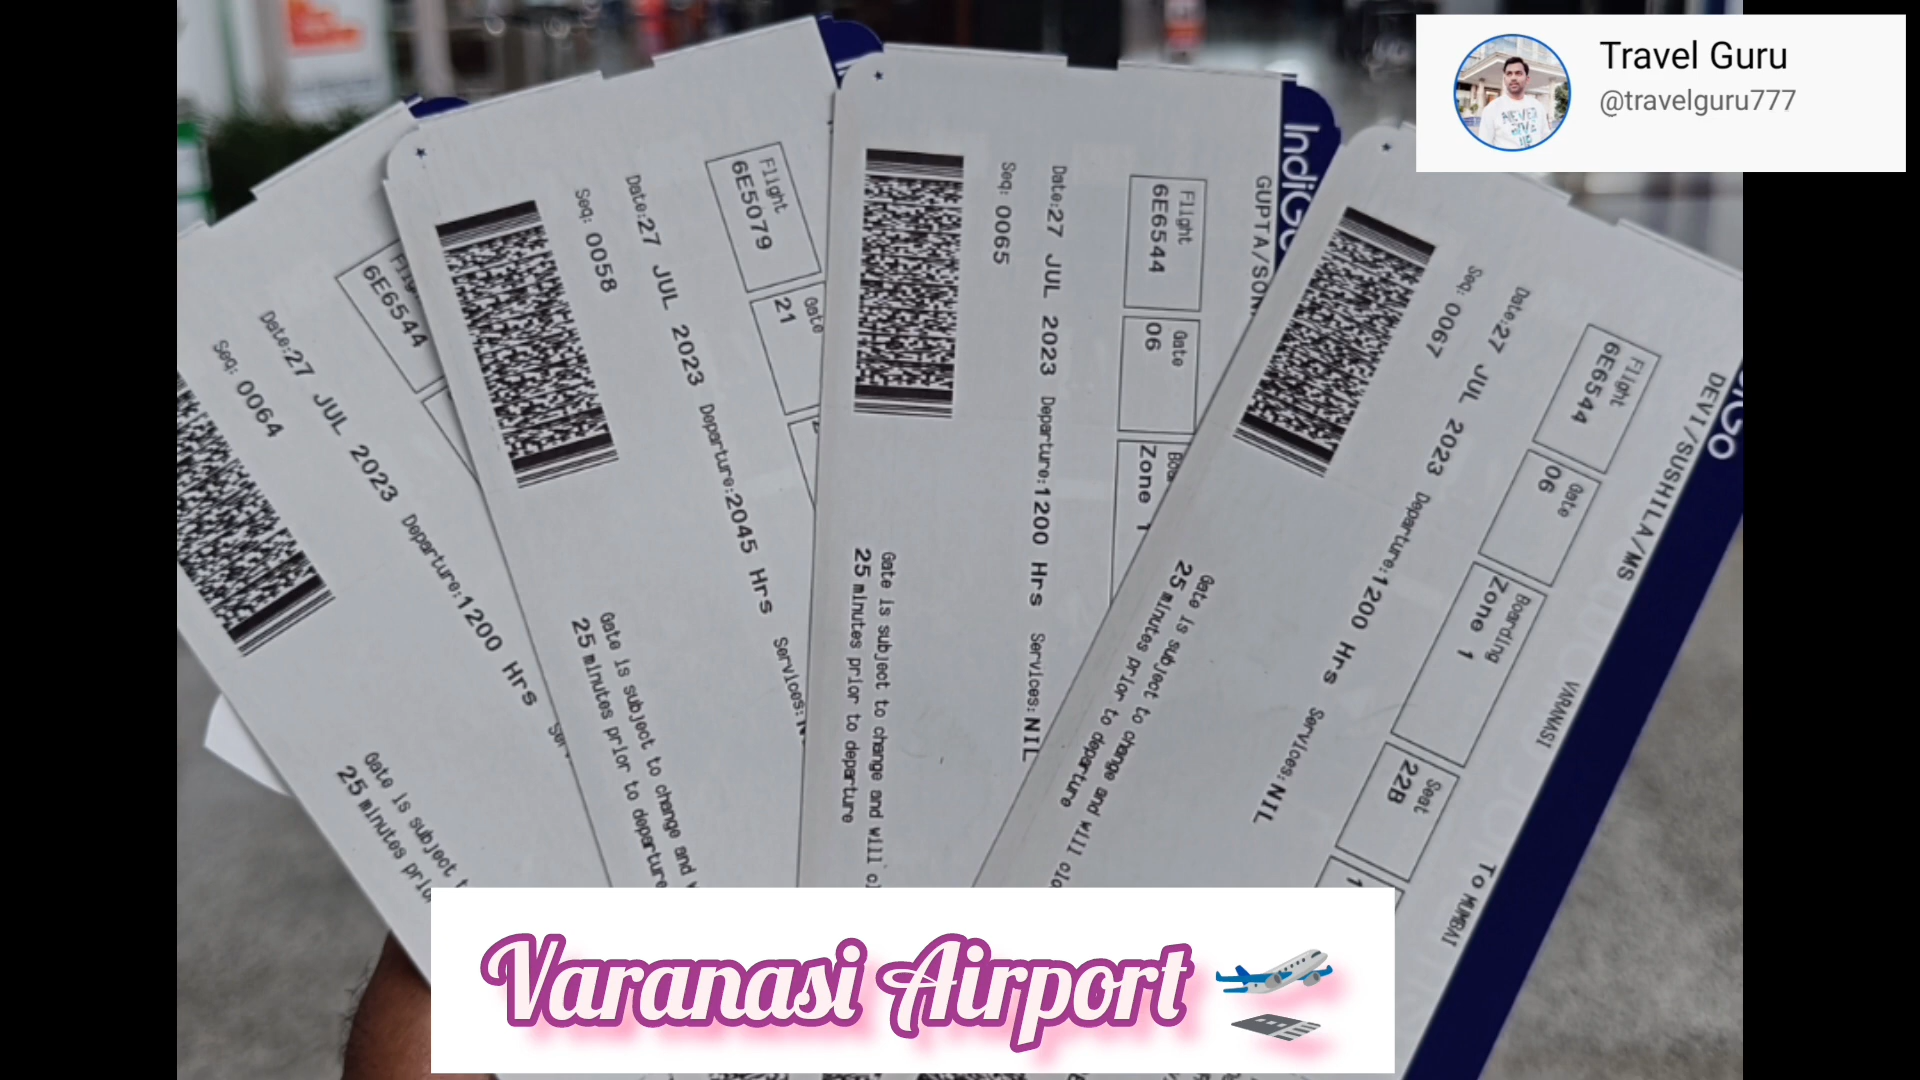 Travel Guru
@travelguru777
Flight
6E6544
Date:27 JUL 2023 Departure:1200 Hrs
Seq: 0064
Gate is subject
25 minutes
Flight
6E5079
Gate
21
Date:27 JUL 2023 Departure:2045 Hrs Services:
Seq: 0058
Gate is subject to change and
25 minutes prior to departure
IndiGo
GUPTA/SON
Flight
6E6544
Gate
06
Zone 1
Date:27 JUL 2023 Departure:1200 Hrs Services:NIL
Seq: 0065
Gate is subject to change and will
25 minutes prior to departure
DEVI/SUSHILA/MS VARANASI To MUMBAI
Flight
6E6544
Gate
06
Boarding
Zone 1
Seat
22B
Date:27 JUL 2023 Departure:1200 Hrs Services:NIL
Seq: 0067
Gate is subject to change and will
25 minutes prior to departure
Varanasi Airport